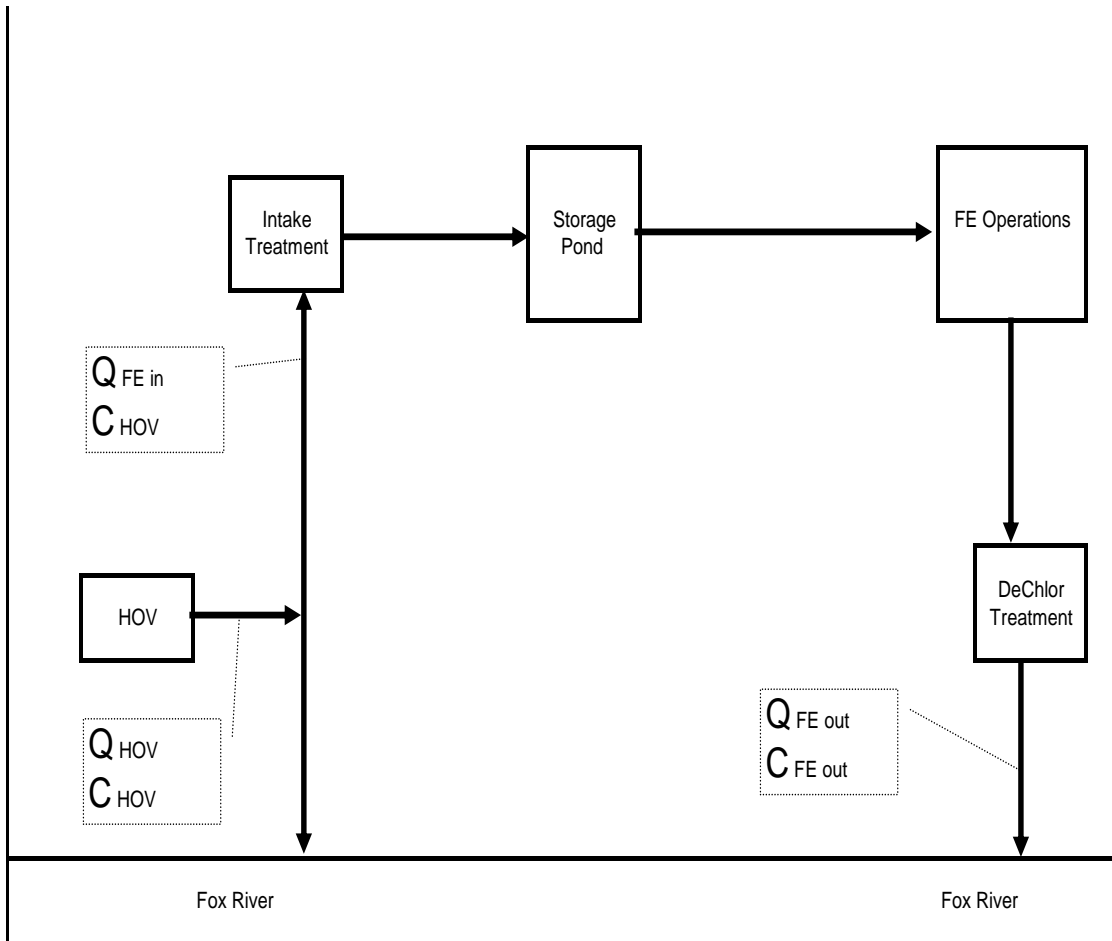 Intake
Treatment
Storage
Pond
FE Operations
Q FE in
C HOV
HOV
DeChlor
Treatment
Q HOV
C HOV
Q FE out
C FE out
Fox River
Fox River